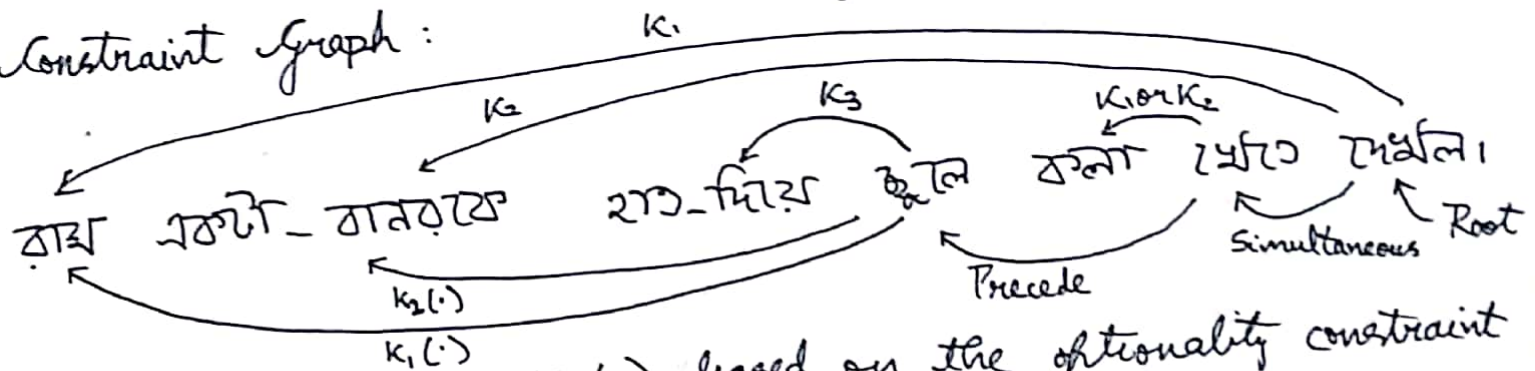 Constraint Graph :
K₁
K₂ K₃ K₁ or K₂
রাম একটা_বানরকে হাত_দিয়ে ছুলে কলা খেতে দেখল।
Simultaneous Root
Precede
K₂(.)
K₁(.)
based on the optionality constraint